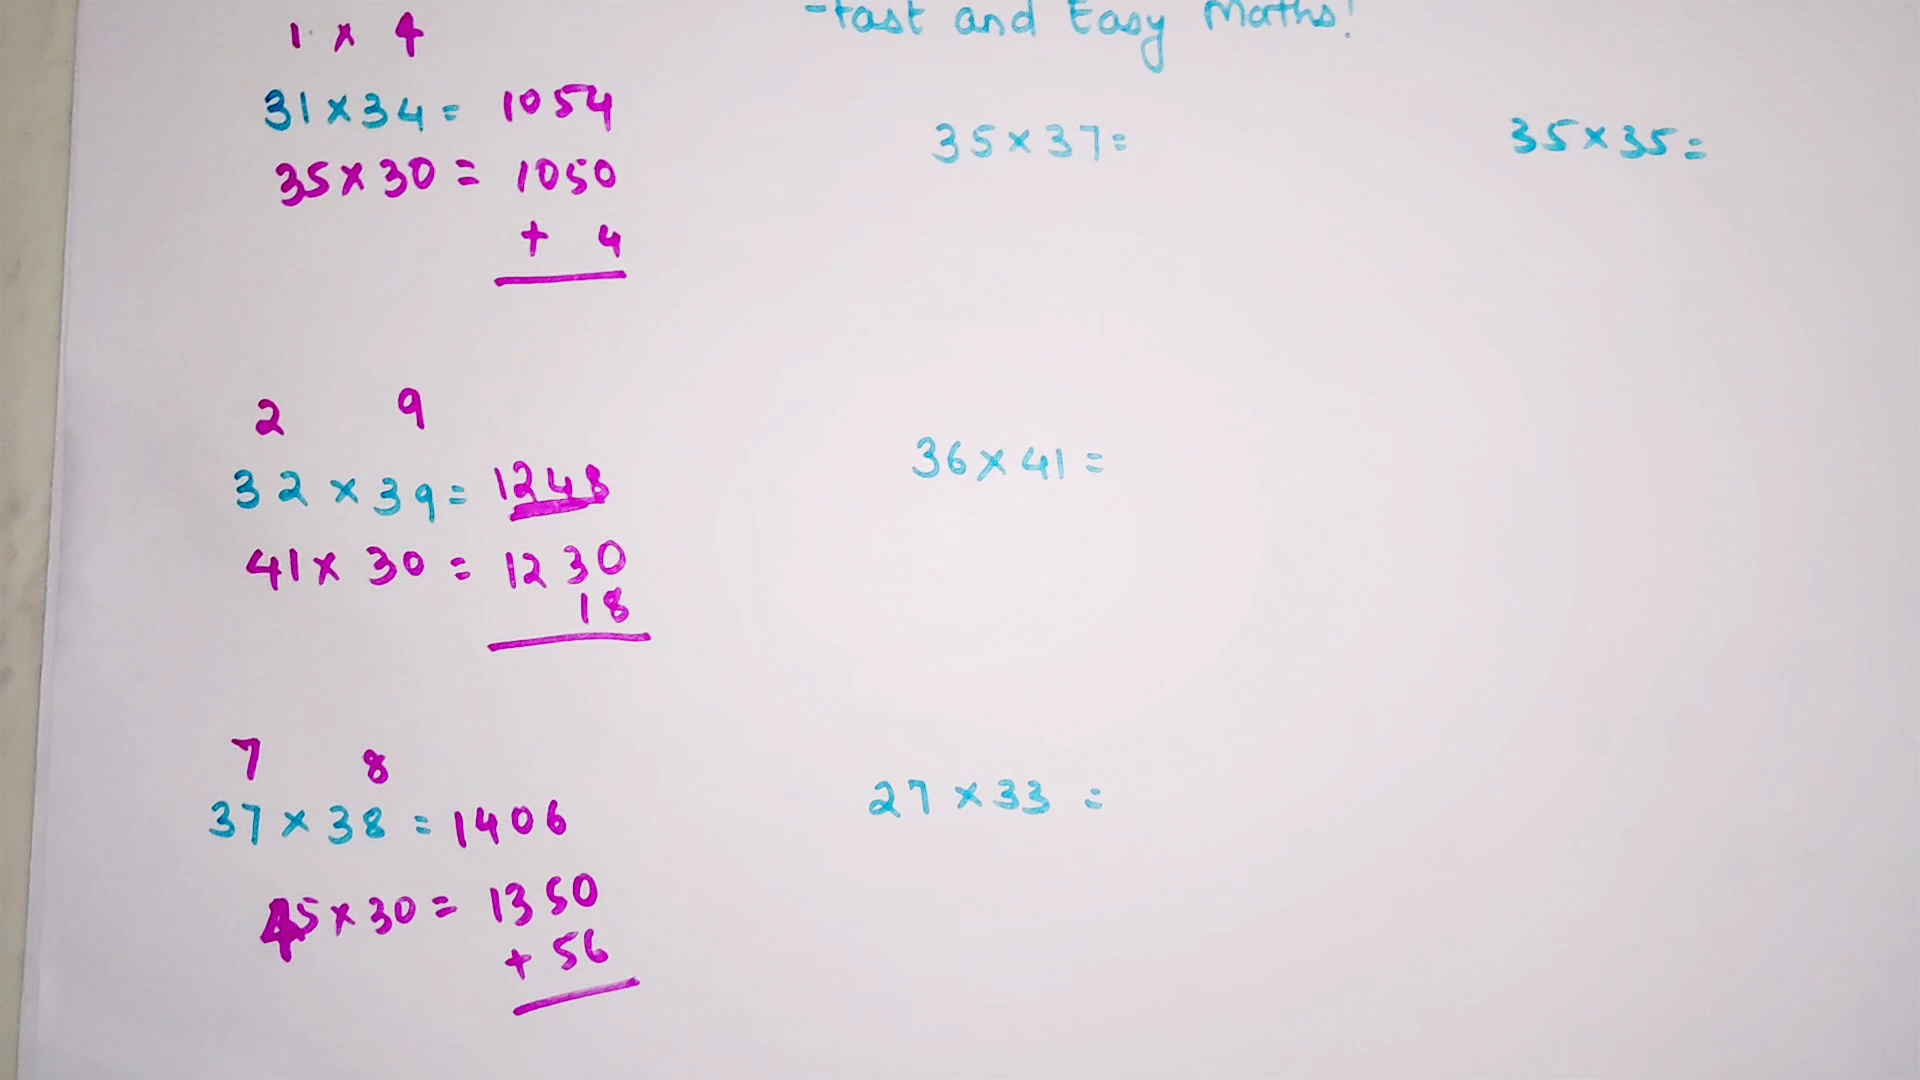 -Fast and Easy Maths!
1 x 4
31 x 34 = 1054
35 x 30 = 1050
+ 4
2 9
32 x 39 = 1248
41 x 30 = 1230
18
7 8
37 x 38 = 1406
45 x 30 = 1350
+ 56
35 x 37 =
36 x 41 =
27 x 33 =
35 x 35 =